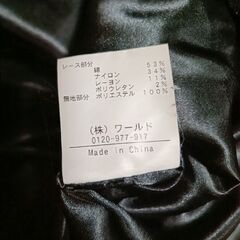 レース部分
綿 53%
ナイロン 34%
レーヨン 11%
ポリウレタン 2%
無地部分 ポリエステル 100%
(株) ワールド
0120-977-917
Made in China